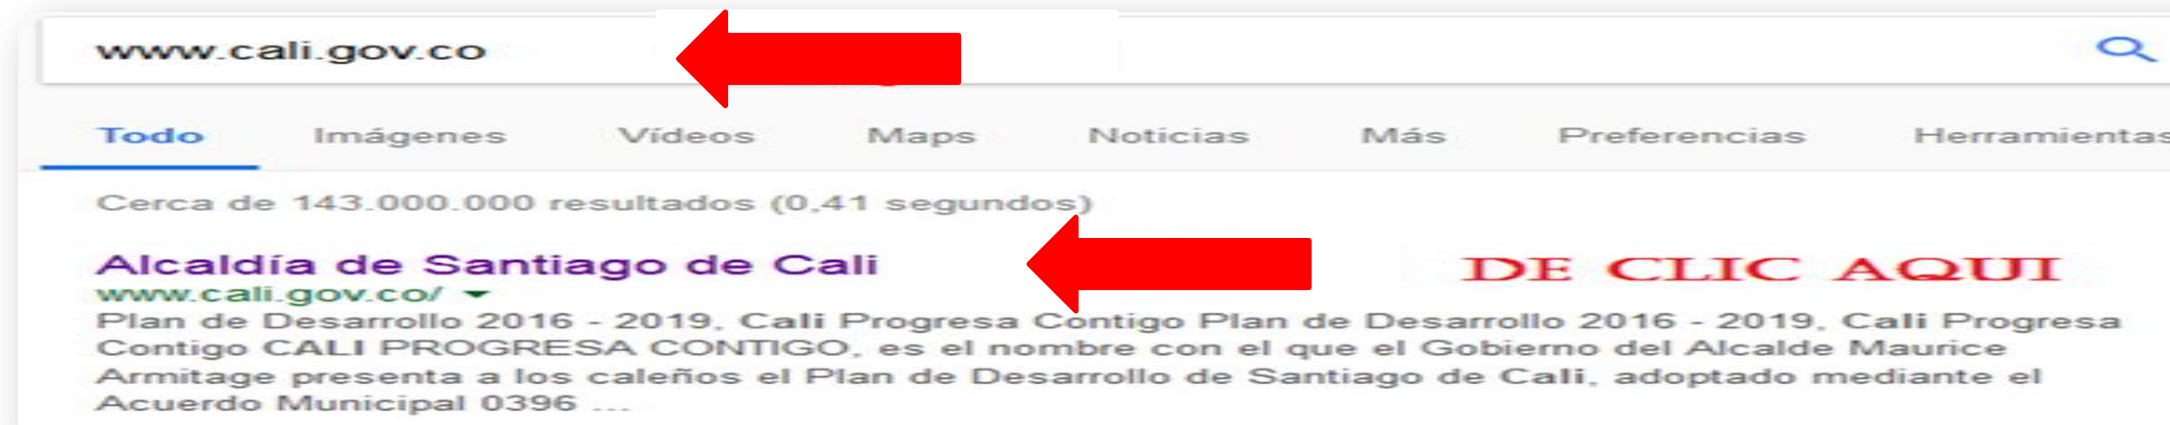 www.cali.gov.co
Todo Imágenes Vídeos Maps Noticias Más Preferencias Herramientas
Cerca de 143.000.000 resultados (0,41 segundos)
Alcaldía de Santiago de Cali DE CLIC AQUI
www.cali.gov.co/
Plan de Desarrollo 2016 - 2019, Cali Progresa Contigo Plan de Desarrollo 2016 - 2019, Cali Progresa
Contigo CALI PROGRESA CONTIGO, es el nombre con el que el Gobierno del Alcalde Maurice
Armitage presenta a los caleños el Plan de Desarrollo de Santiago de Cali, adoptado mediante el
Acuerdo Municipal 0396 ...